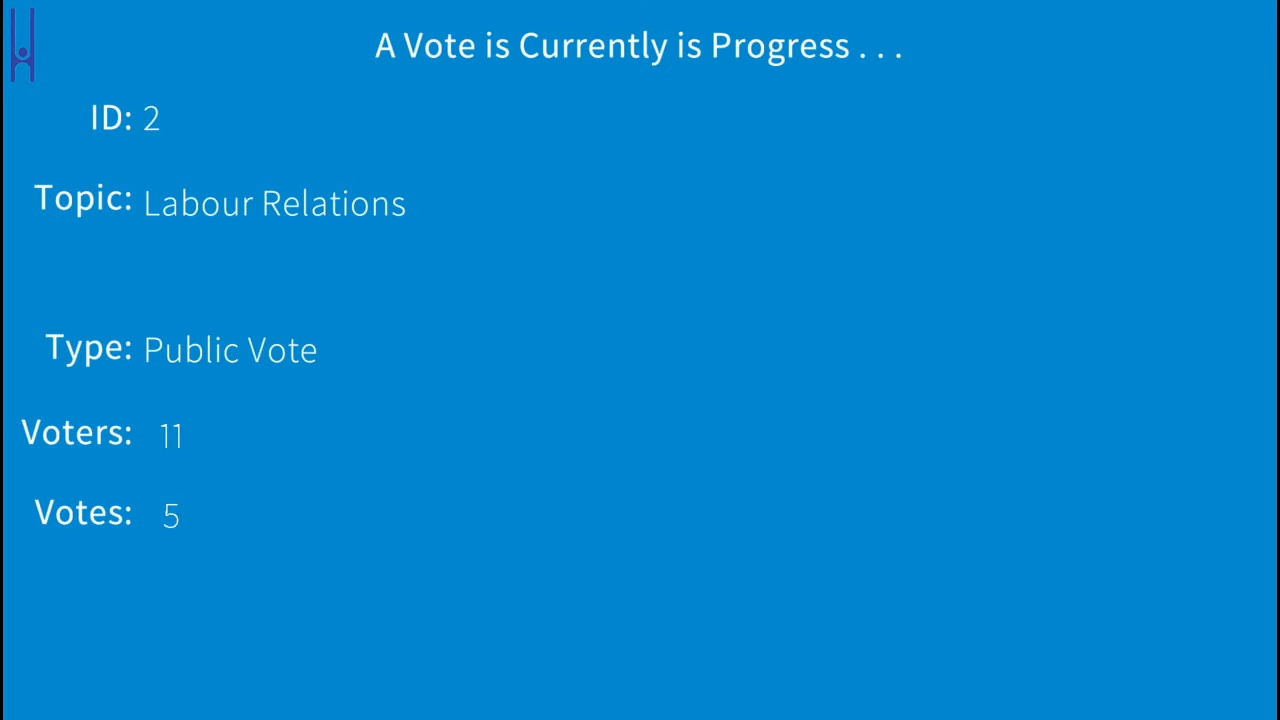 A Vote is Currently is Progress . . .
ID: 2
Topic: Labour Relations
Type: Public Vote
Voters: 11
Votes: 5